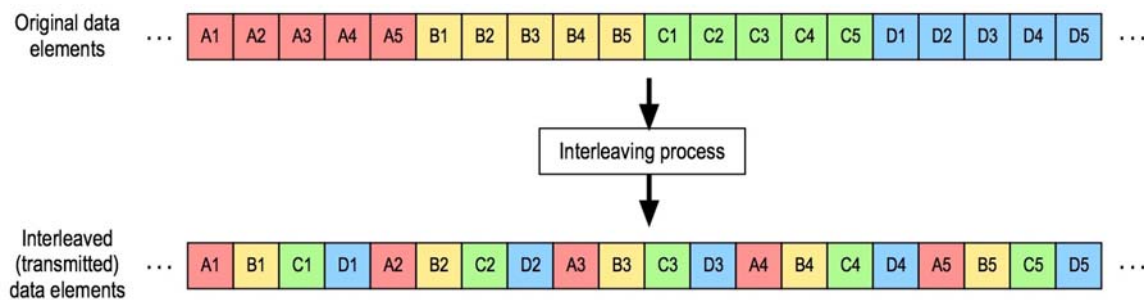 Original data
elements
... A1 A2 A3 A4 A5 B1 B2 B3 B4 B5 C1 C2 C3 C4 C5 D1 D2 D3 D4 D5 ...
Interleaving process
Interleaved
(transmitted)
data elements
... A1 B1 C1 D1 A2 B2 C2 D2 A3 B3 C3 D3 A4 B4 C4 D4 A5 B5 C5 D5 ...